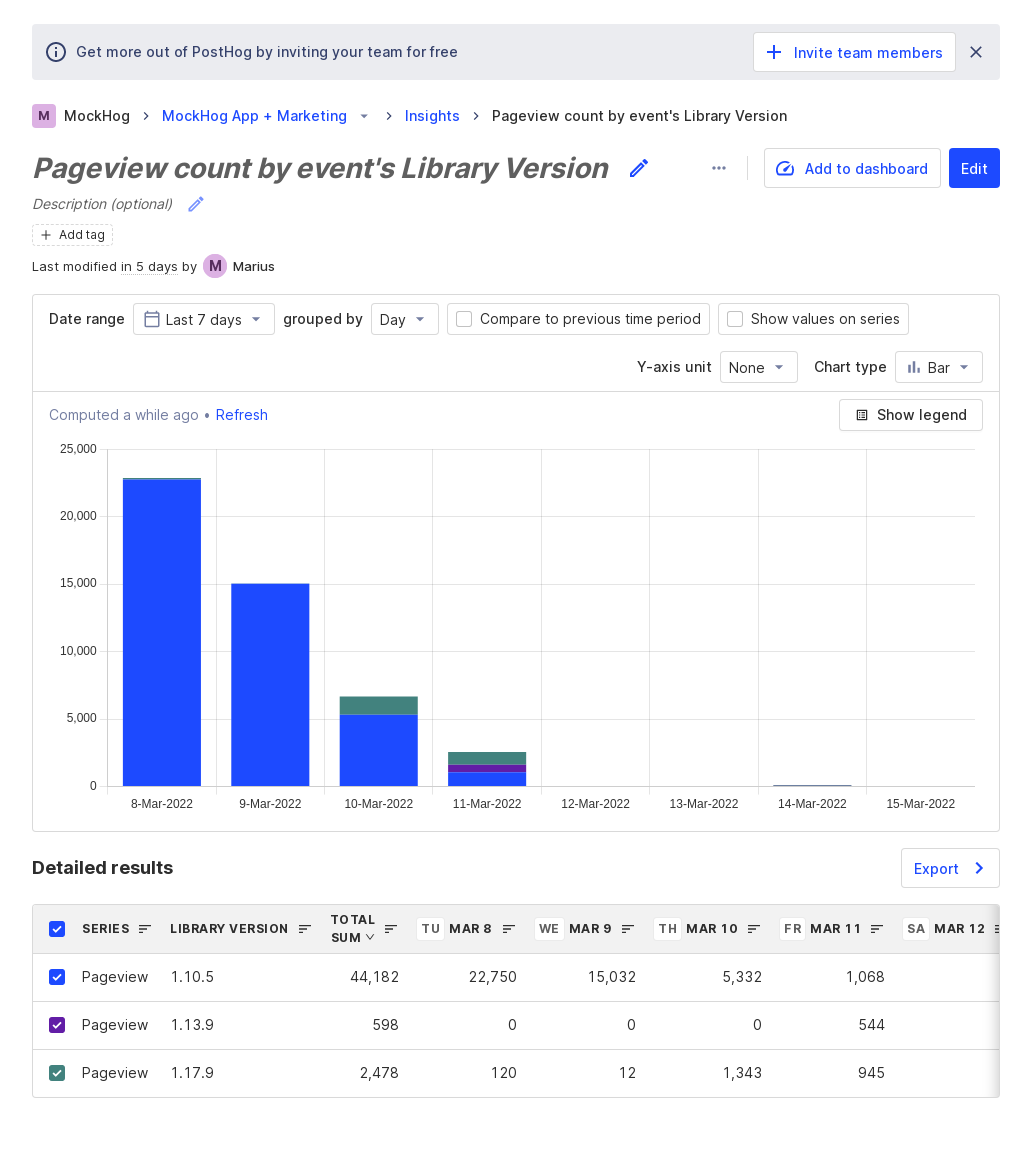 Get more out of PostHog by inviting your team for free
Invite team members
M MockHog MockHog App + Marketing Insights Pageview count by event's Library Version
Pageview count by event's Library Version
Add to dashboard Edit
Description (optional)
Add tag
Last modified in 5 days by M Marius
Date range Last 7 days grouped by Day Compare to previous time period Show values on series
Y-axis unit None Chart type Bar
Computed a while ago • Refresh Show legend
25,000
20,000
15,000
10,000
5,000
0
8-Mar-2022 9-Mar-2022 10-Mar-2022 11-Mar-2022 12-Mar-2022 13-Mar-2022 14-Mar-2022 15-Mar-2022
Detailed results Export
SERIES LIBRARY VERSION TOTAL SUM TU MAR 8 WE MAR 9 TH MAR 10 FR MAR 11 SA MAR 12
Pageview 1.10.5 44,182 22,750 15,032 5,332 1,068
Pageview 1.13.9 598 0 0 0 544
Pageview 1.17.9 2,478 120 12 1,343 945